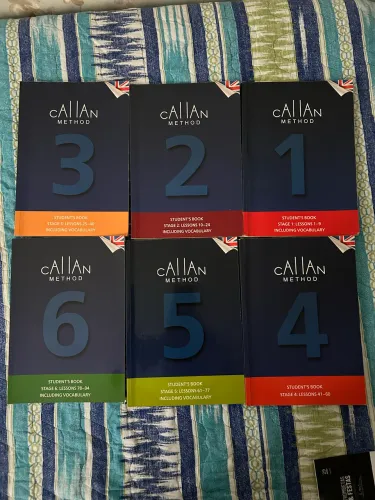 cAllAn
METHOD
3
STUDENT'S BOOK
STAGE 3: LESSONS 25-40
INCLUDING VOCABULARY
cAllAn
METHOD
2
STUDENT'S BOOK
STAGE 2: LESSONS 10-24
INCLUDING VOCABULARY
cAllAn
METHOD
1
STUDENT'S BOOK
STAGE 1: LESSONS 1-9
INCLUDING VOCABULARY
cAllAn
METHOD
6
STUDENT'S BOOK
STAGE 6: LESSONS 78-94
INCLUDING VOCABULARY
cAllAn
METHOD
5
STUDENT'S BOOK
STAGE 5: LESSONS 61-77
INCLUDING VOCABULARY
cAllAn
METHOD
4
STUDENT'S BOOK
STAGE 4: LESSONS 41-60